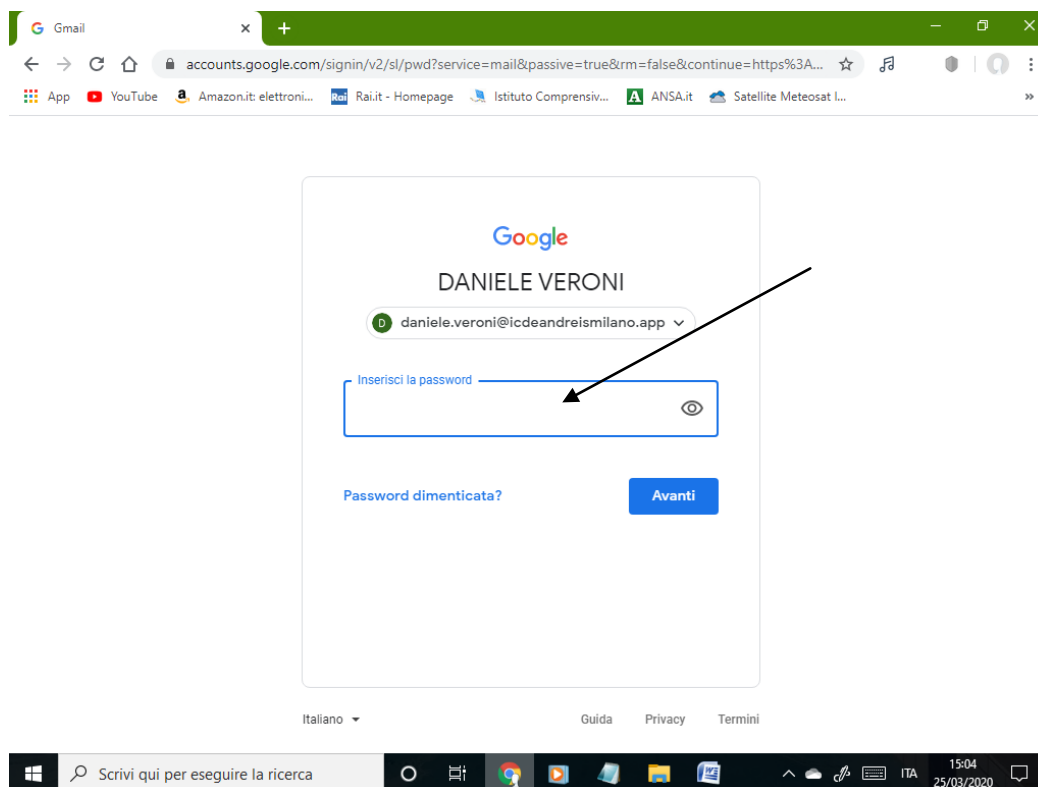 G Gmail
accounts.google.com/signin/v2/sl/pwd?service=mail&passive=true&rm=false&continue=https%3A...
App YouTube Amazon.it: elettroni... Rai Rai.it - Homepage Istituto Comprensiv... A ANSA.it Satellite Meteosat I...
Google
DANIELE VERONI
D daniele.veroni@icdeandreismilano.app
Inserisci la password
Password dimenticata? Avanti
Italiano Guida Privacy Termini
Scrivi qui per eseguire la ricerca ITA 15:04
25/03/2020